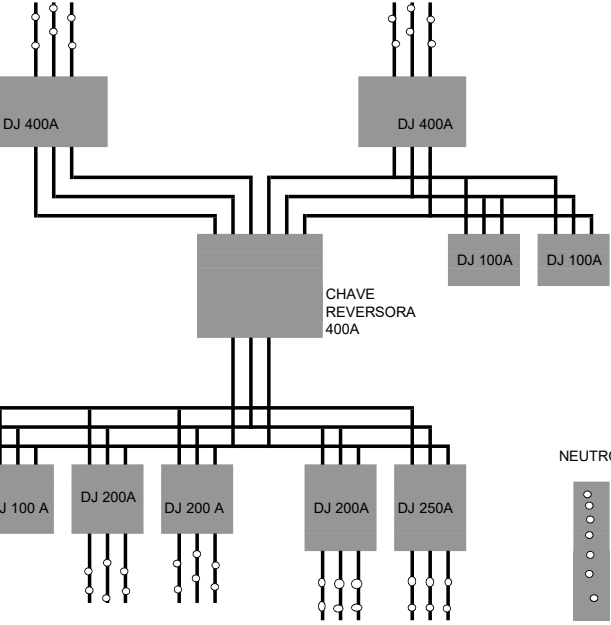 DJ 400A
DJ 400A
DJ 100A
DJ 100A
CHAVE
REVERSORA
400A
NEUTRO
J 100 A
DJ 200A
DJ 200 A
DJ 200A
DJ 250A